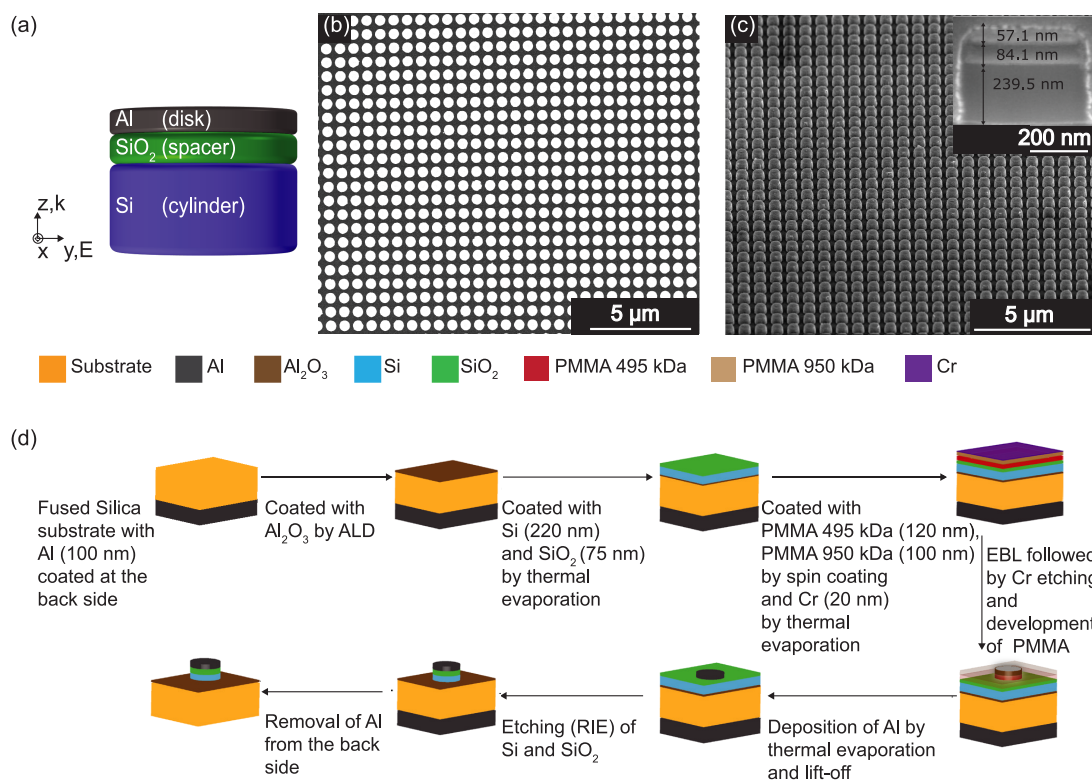 (a)
Al (disk)
SiO₂ (spacer)
Si (cylinder)
z,k
x
y,E
(b)
5 µm
(c)
57.1 nm
84.1 nm
239.5 nm
200 nm
5 µm
Substrate
Al
Al₂O₃
Si
SiO₂
PMMA 495 kDa
PMMA 950 kDa
Cr
(d)
Fused Silica
substrate with
Al (100 nm)
coated at the
back side
Coated with
Al₂O₃ by ALD
Coated with
Si (220 nm)
and SiO₂ (75 nm)
by thermal
evaporation
Coated with
PMMA 495 kDa (120 nm),
PMMA 950 kDa (100 nm)
by spin coating
and Cr (20 nm)
by thermal
evaporation
EBL followed
by Cr etching
and
development
of PMMA
Deposition of Al by
thermal evaporation
and lift-off
Etching (RIE) of
Si and SiO₂
Removal of Al
from the back
side